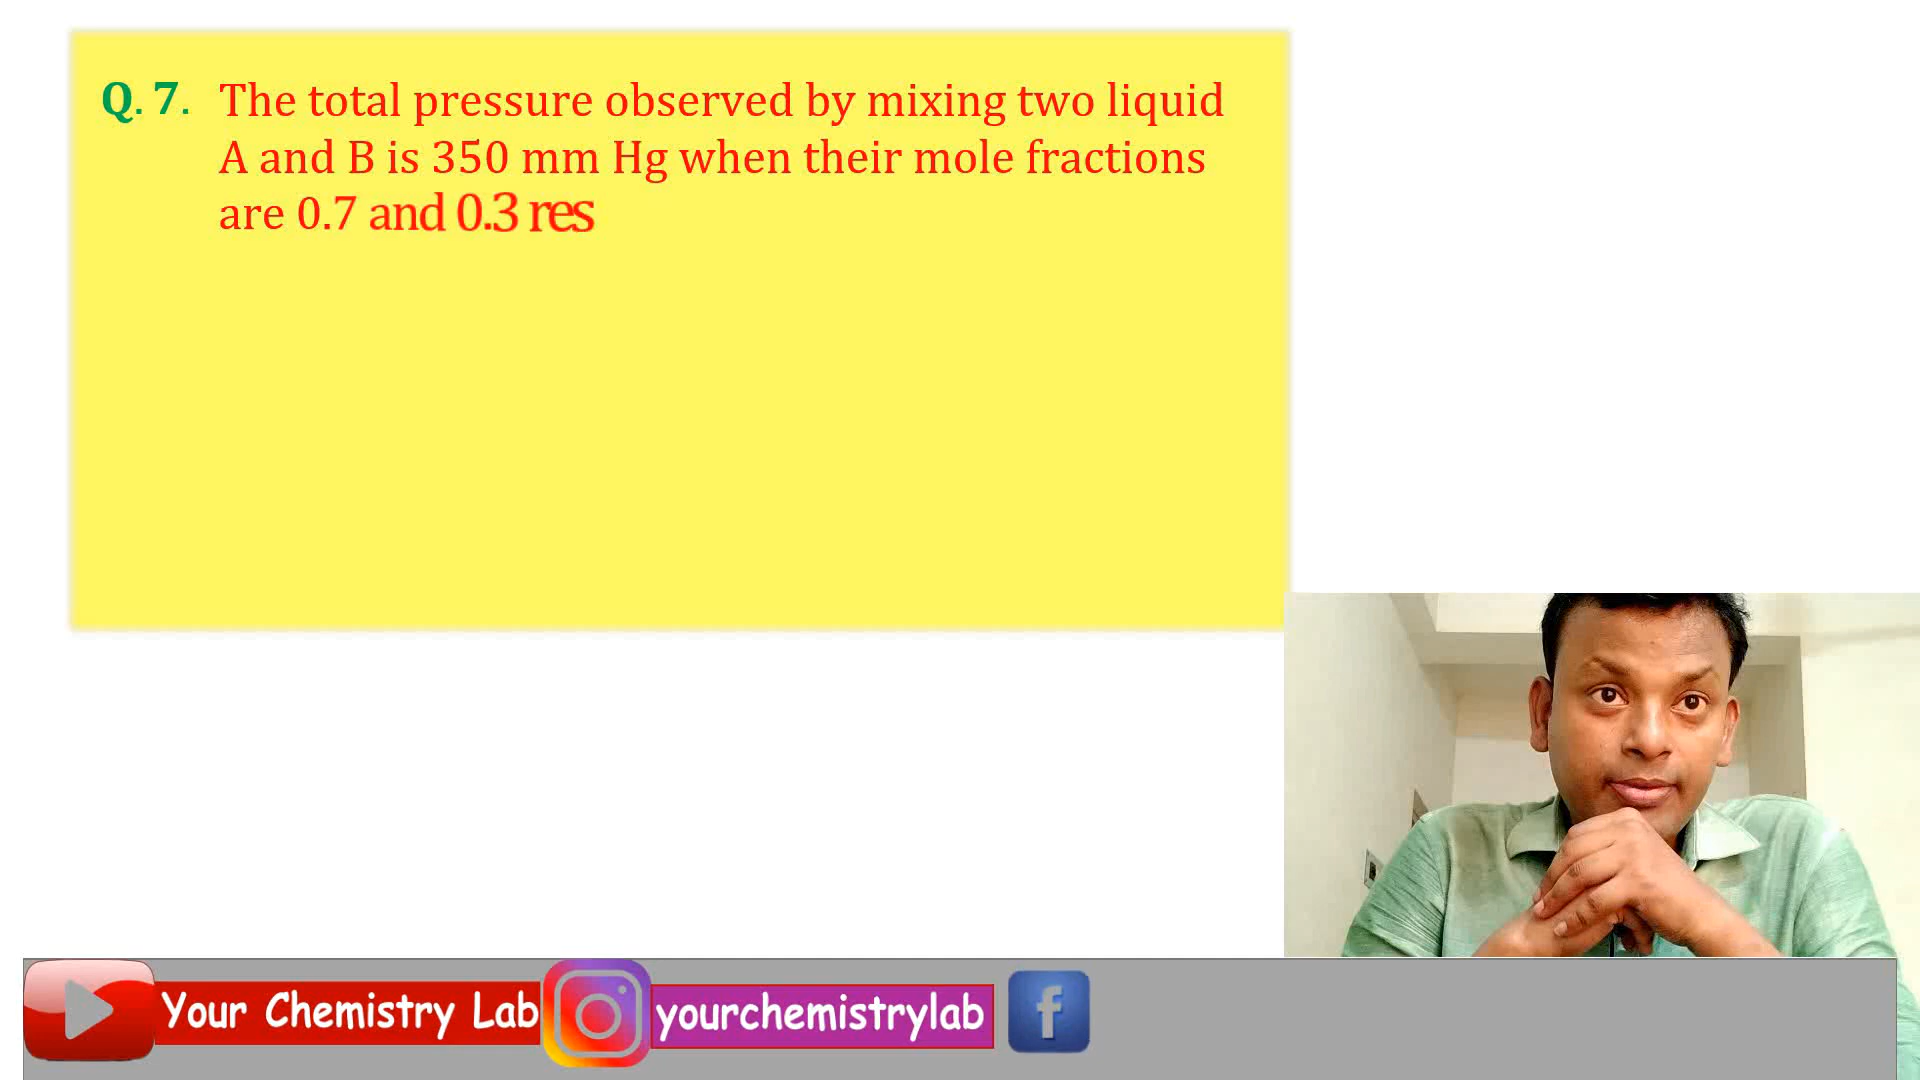 Q. 7. The total pressure observed by mixing two liquid
A and B is 350 mm Hg when their mole fractions
are 0.7 and 0.3 res
Your Chemistry Lab yourchemistrylab f